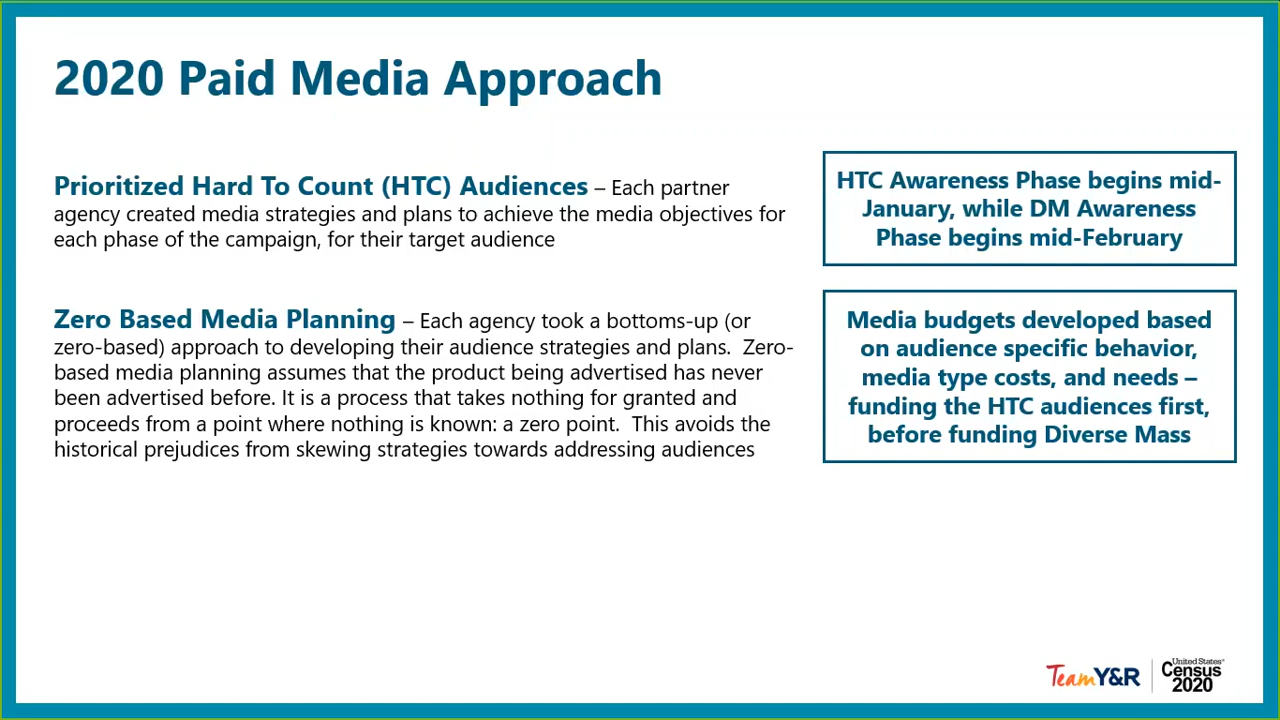 2020 Paid Media Approach
Prioritized Hard To Count (HTC) Audiences – Each partner
agency created media strategies and plans to achieve the media objectives for
each phase of the campaign, for their target audience
HTC Awareness Phase begins mid-
January, while DM Awareness
Phase begins mid-February
Zero Based Media Planning – Each agency took a bottoms-up (or
zero-based) approach to developing their audience strategies and plans.  Zero-
based media planning assumes that the product being advertised has never
been advertised before. It is a process that takes nothing for granted and
proceeds from a point where nothing is known: a zero point.  This avoids the
historical prejudices from skewing strategies towards addressing audiences
Media budgets developed based
on audience specific behavior,
media type costs, and needs –
funding the HTC audiences first,
before funding Diverse Mass
TeamY&R
United States®
Census
2020